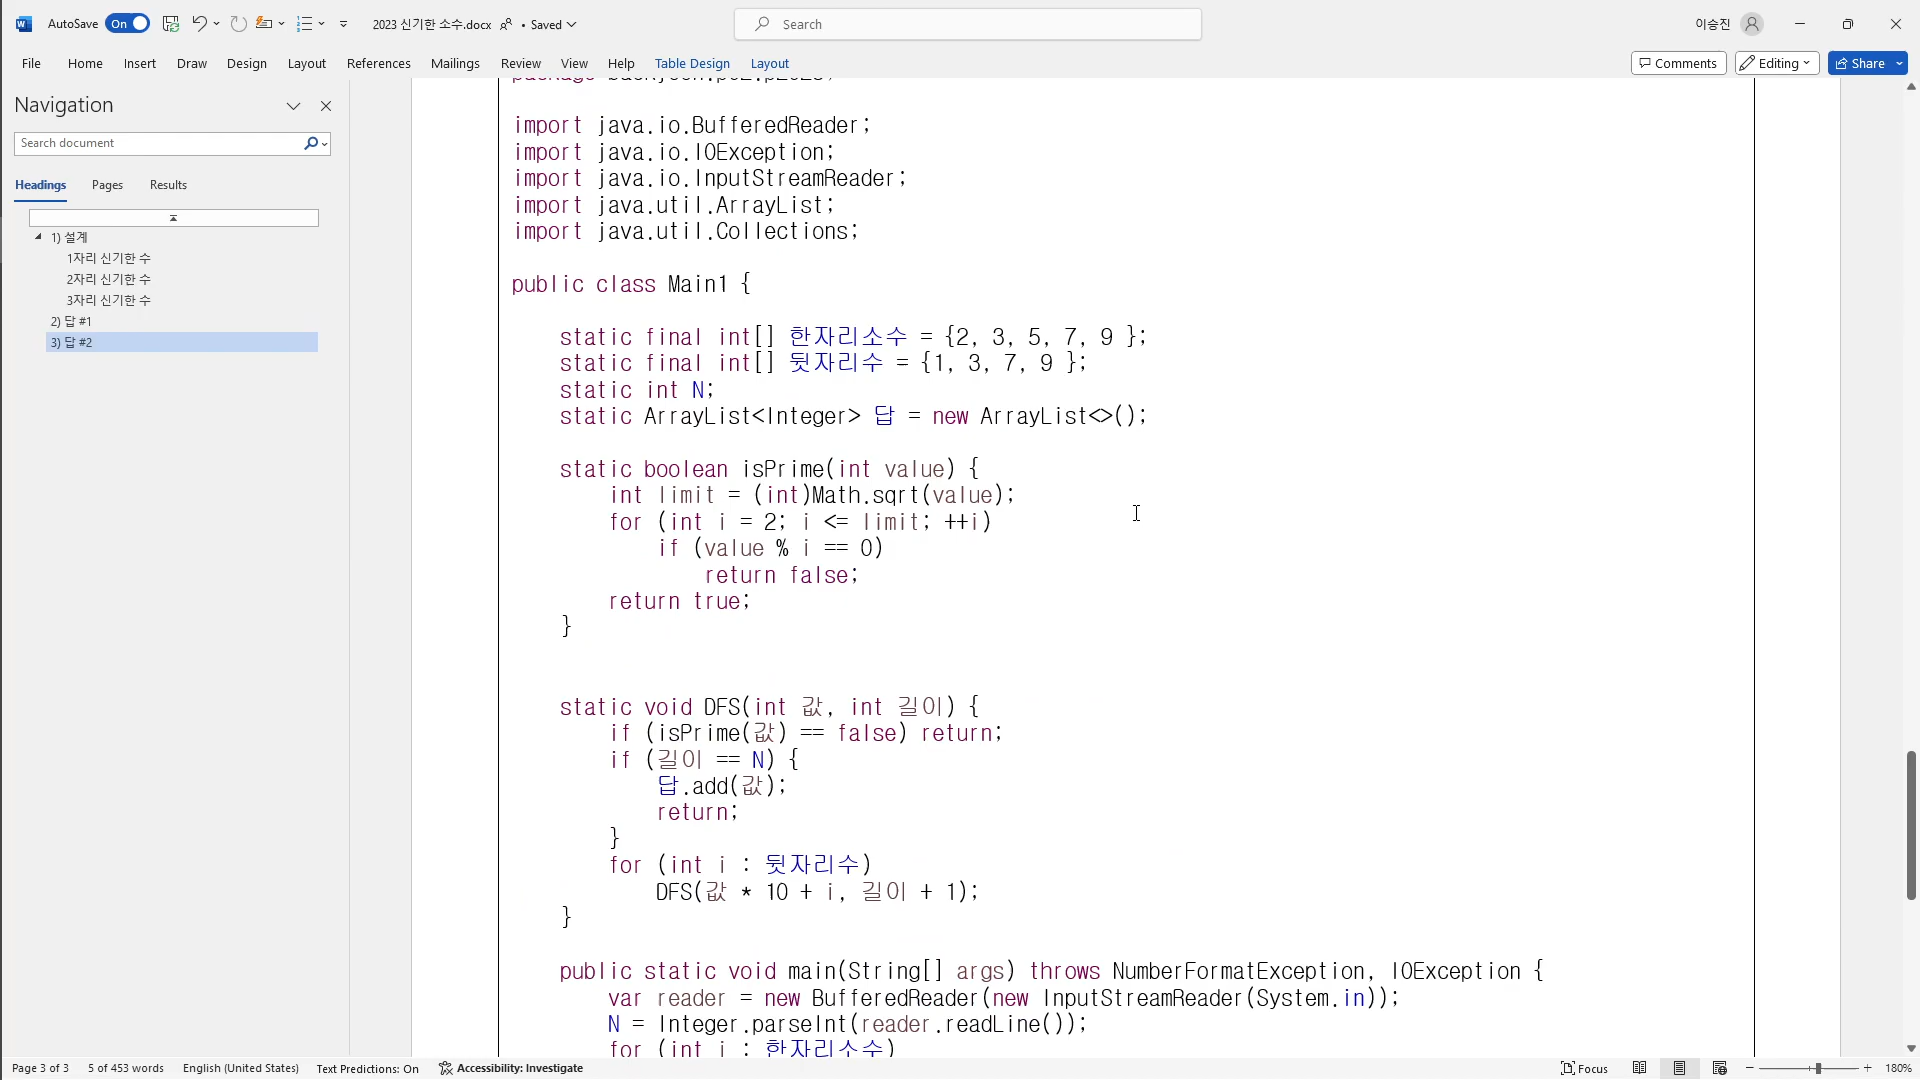 AutoSave On 2023 신기한 소수.docx • Saved Search 이승진
File Home Insert Draw Design Layout References Mailings Review View Help Table Design Layout Comments Editing Share
Navigation
Search document
Headings Pages Results
1) 설계
1자리 신기한 수
2자리 신기한 수
3자리 신기한 수
2) 답 #1
3) 답 #2
import java.io.BufferedReader;
import java.io.IOException;
import java.io.InputStreamReader;
import java.util.ArrayList;
import java.util.Collections;
public class Main1 {
static final int[] 한자리소수 = {2, 3, 5, 7, 9 };
static final int[] 뒷자리수 = {1, 3, 7, 9 };
static int N;
static ArrayList<Integer> 답 = new ArrayList<>();
static boolean isPrime(int value) {
int limit = (int)Math.sqrt(value);
for (int i = 2; i <= limit; ++i)
if (value % i == 0)
return false;
return true;
}
static void DFS(int 값, int 길이) {
if (isPrime(값) == false) return;
if (길이 == N) {
답.add(값);
return;
}
for (int i : 뒷자리수)
DFS(값 * 10 + i, 길이 + 1);
}
public static void main(String[] args) throws NumberFormatException, IOException {
var reader = new BufferedReader(new InputStreamReader(System.in));
N = Integer.parseInt(reader.readLine());
for (int i : 한자리소수)
Page 3 of 3 5 of 453 words English (United States) Text Predictions: On Accessibility: Investigate Focus 180%